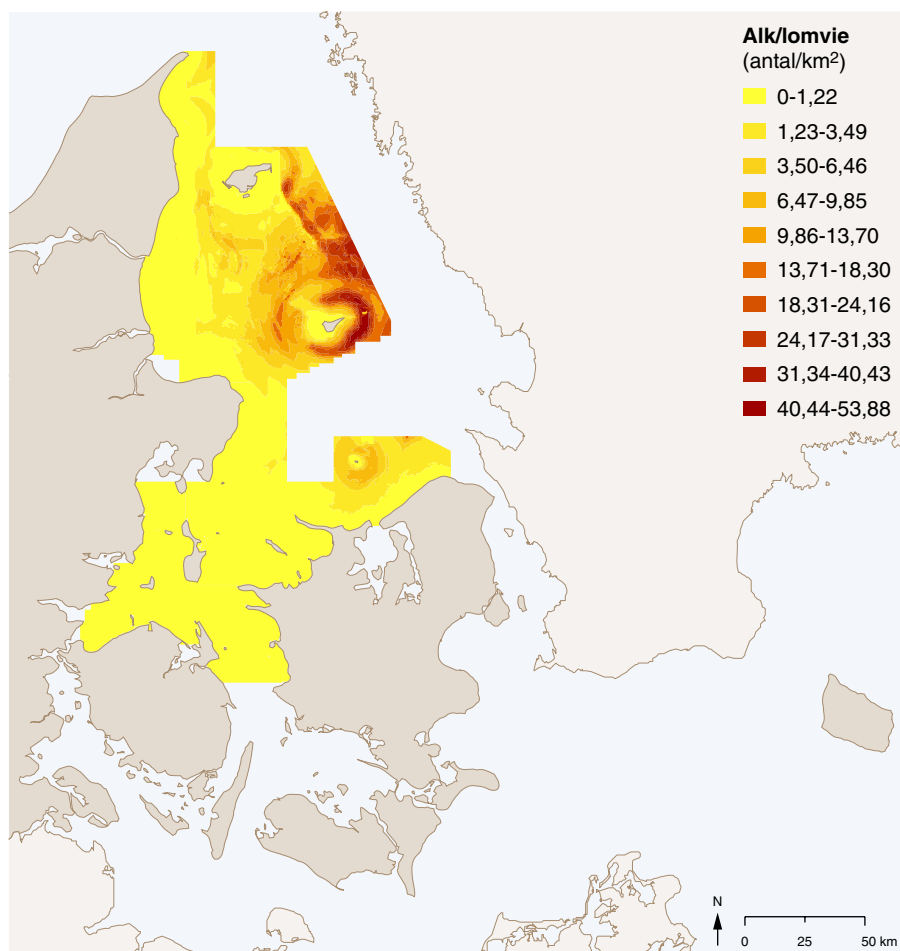 Alk/lomvie
(antal/km²)
0-1,22
1,23-3,49
3,50-6,46
6,47-9,85
9,86-13,70
13,71-18,30
18,31-24,16
24,17-31,33
31,34-40,43
40,44-53,88
N
0 25 50 km